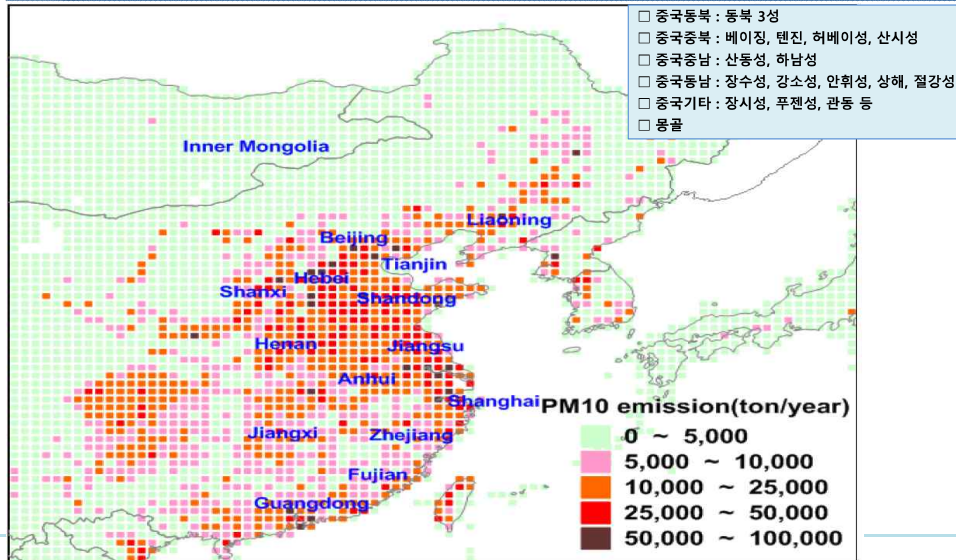 □ 중국동북 : 동북 3성
□ 중국중북 : 베이징, 텐진, 허베이성, 산시성
□ 중국중남 : 산동성, 하남성
□ 중국동남 : 장수성, 강소성, 안휘성, 상해, 절강성
□ 중국기타 : 장시성, 푸젠성, 관동 등
□ 몽골
Inner Mongolia
Liaoning
Beijing
Tianjin
Hebei
Shanxi
Shandong
Henan
Jiangsu
Anhui
Shanghai
Jiangxi
Zhejiang
Fujian
Guangdong
PM10 emission(ton/year)
0 ~ 5,000
5,000 ~ 10,000
10,000 ~ 25,000
25,000 ~ 50,000
50,000 ~ 100,000